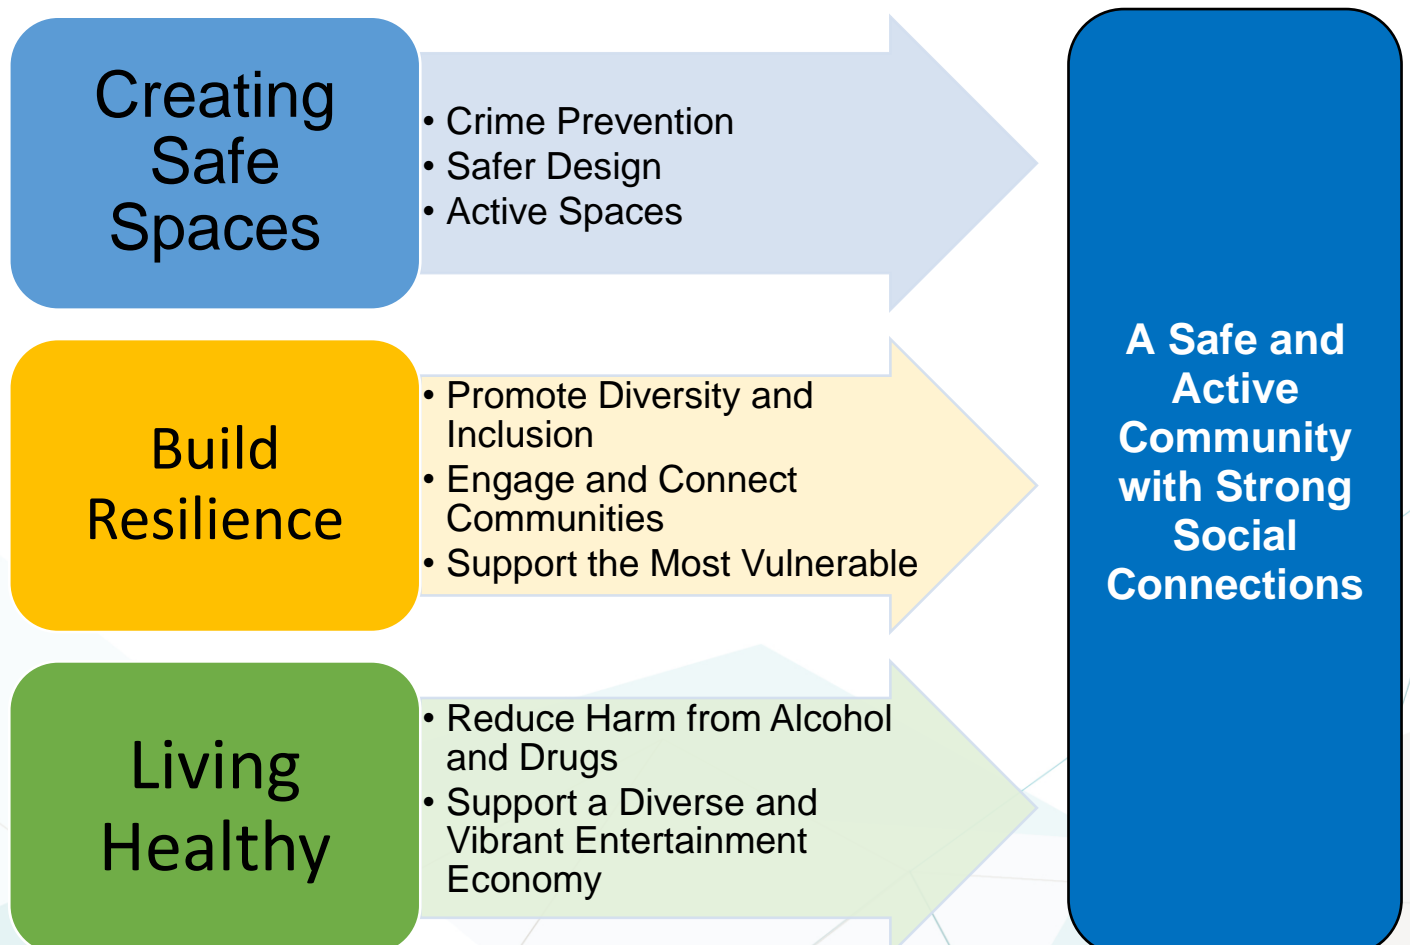 Creating
Safe
Spaces
• Crime Prevention
• Safer Design
• Active Spaces
Build
Resilience
• Promote Diversity and
Inclusion
• Engage and Connect
Communities
• Support the Most Vulnerable
Living
Healthy
• Reduce Harm from Alcohol
and Drugs
• Support a Diverse and
Vibrant Entertainment
Economy
A Safe and
Active
Community
with Strong
Social
Connections